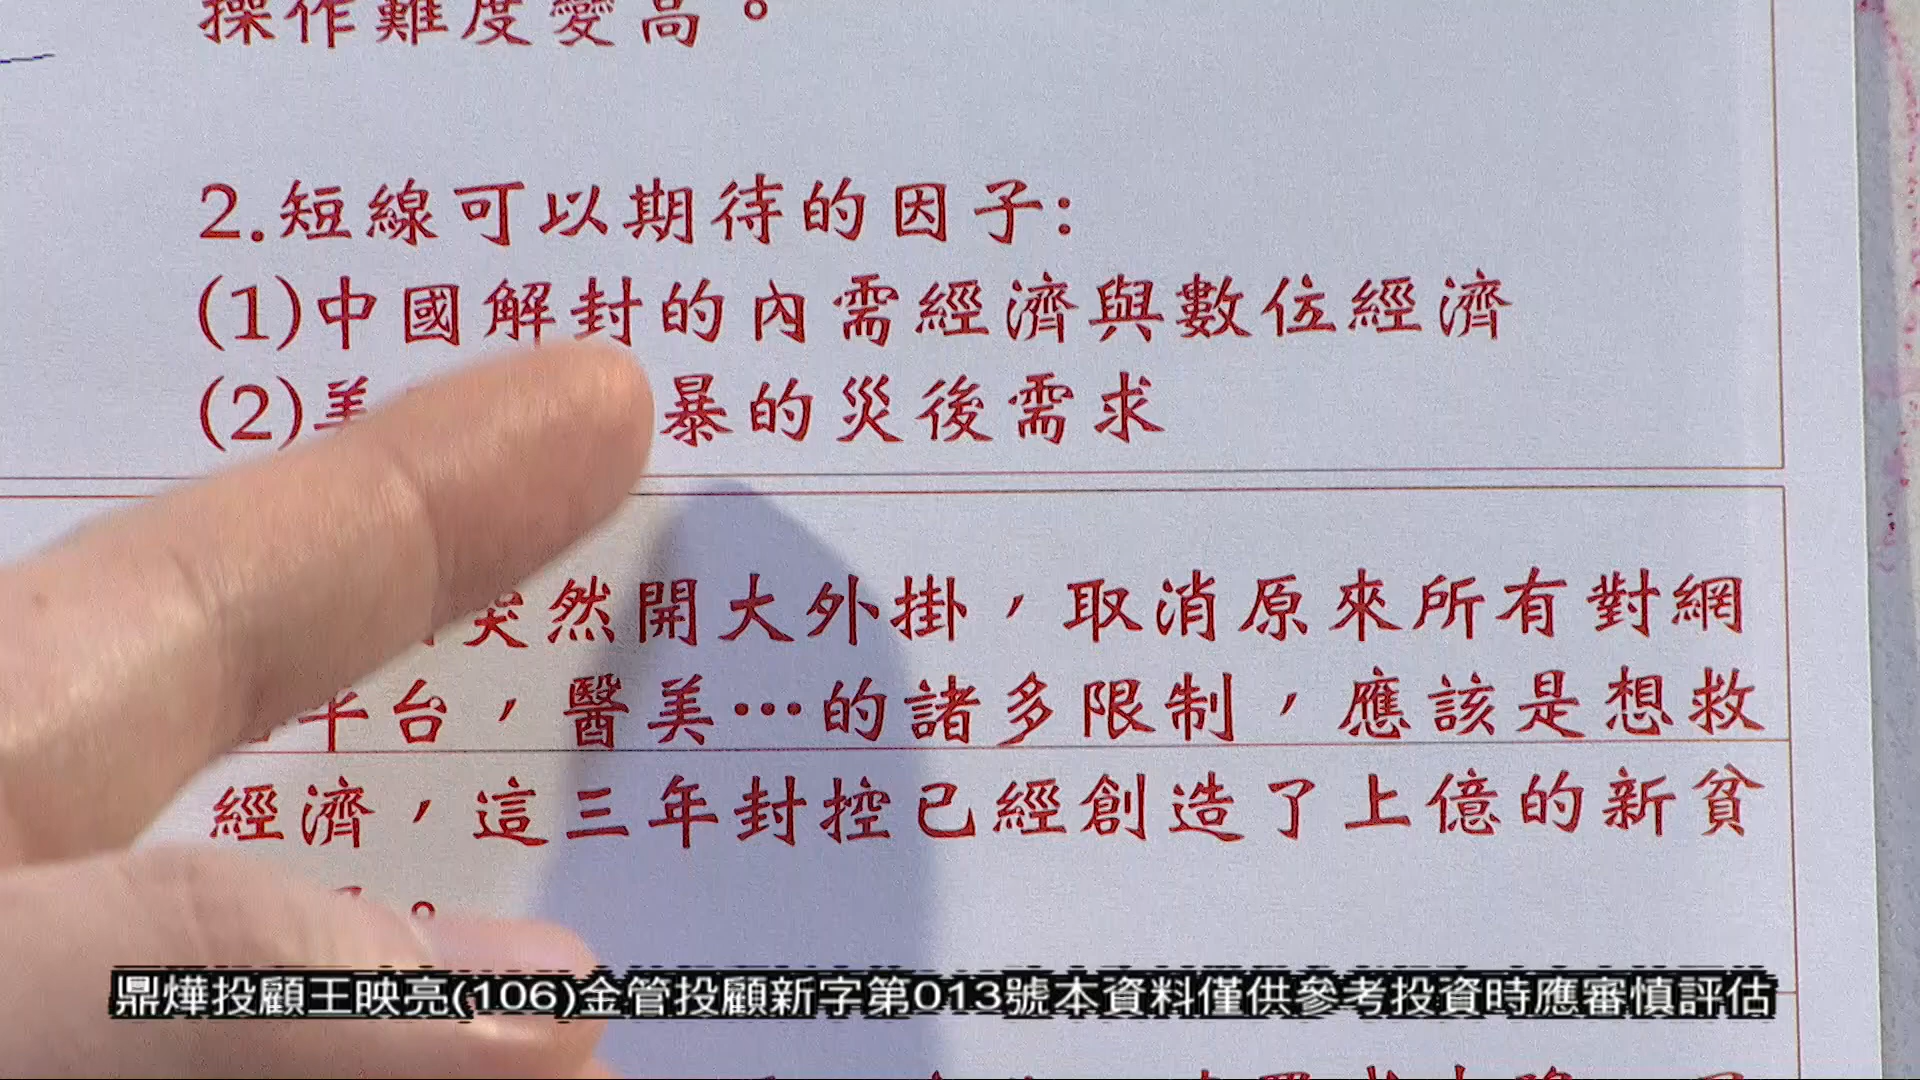 操作難度變高。
2.短線可以期待的因子:
(1)中國解封的內需經濟與數位經濟
(2)美 暴的災後需求
突然開大外掛，取消原來所有對網
平台，醫美…的諸多限制，應該是想救
經濟，這三年封控已經創造了上億的新貧
。
鼎燁投顧王映亮(106)金管投顧新字第013號本資料僅供參考投資時應審慎評估